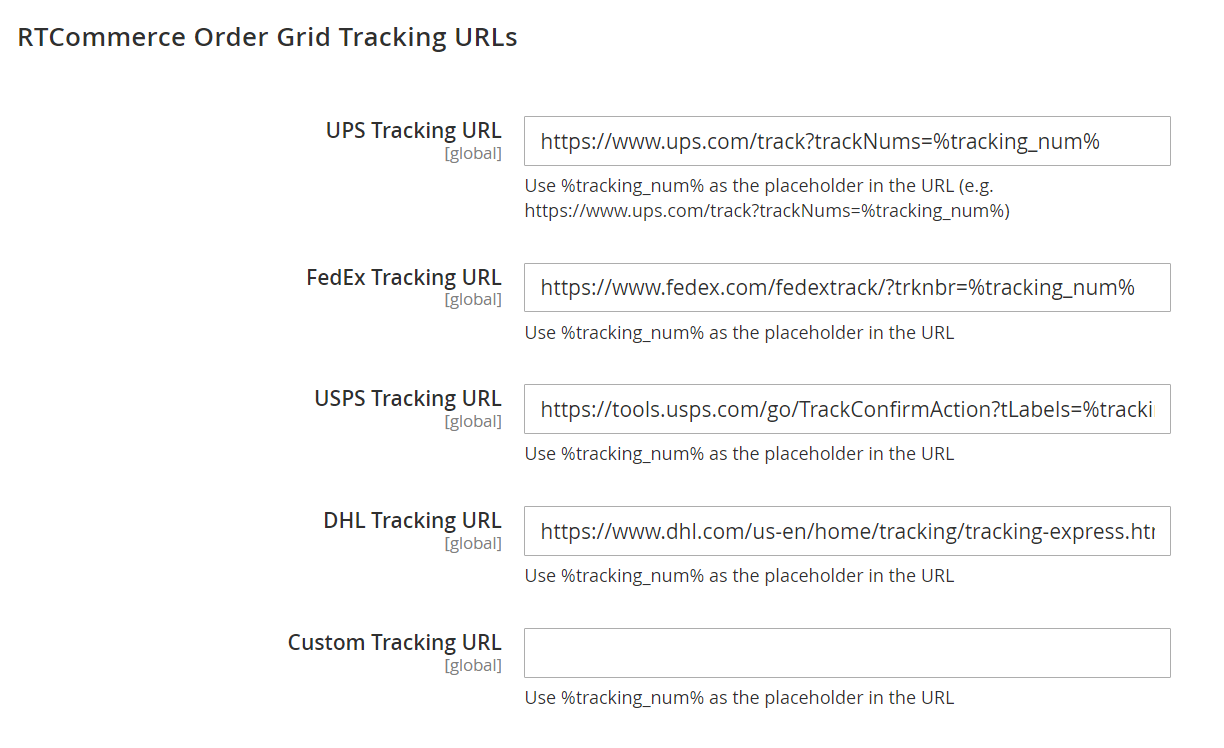 RTCommerce Order Grid Tracking URLs
UPS Tracking URL
[global]
https://www.ups.com/track?trackNums=%tracking_num%
Use %tracking_num% as the placeholder in the URL (e.g.
https://www.ups.com/track?trackNums=%tracking_num%)
FedEx Tracking URL
[global]
https://www.fedex.com/fedextrack/?trknbr=%tracking_num%
Use %tracking_num% as the placeholder in the URL
USPS Tracking URL
[global]
https://tools.usps.com/go/TrackConfirmAction?tLabels=%tracki
Use %tracking_num% as the placeholder in the URL
DHL Tracking URL
[global]
https://www.dhl.com/us-en/home/tracking/tracking-express.htr
Use %tracking_num% as the placeholder in the URL
Custom Tracking URL
[global]
Use %tracking_num% as the placeholder in the URL